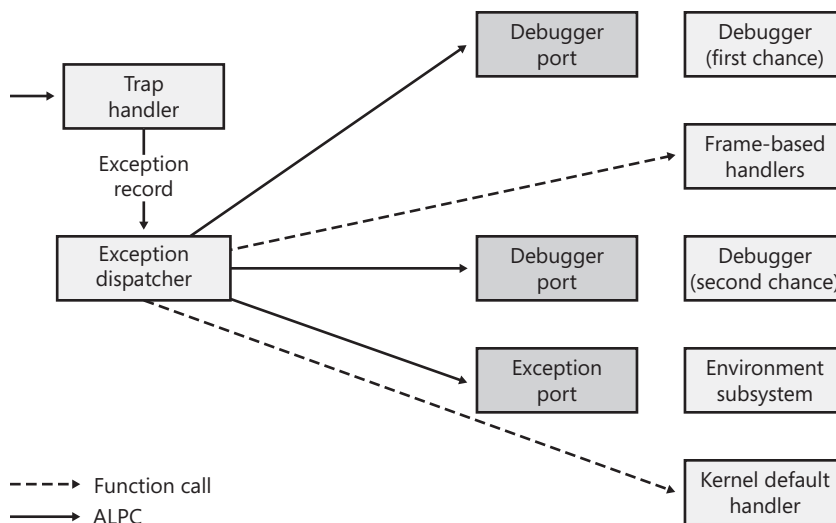 Debugger
port
Debugger
(first chance)
Trap
handler
Exception
record
Frame-based
handlers
Exception
dispatcher
Debugger
port
Debugger
(second chance)
Exception
port
Environment
subsystem
Kernel default
handler
Function call
ALPC